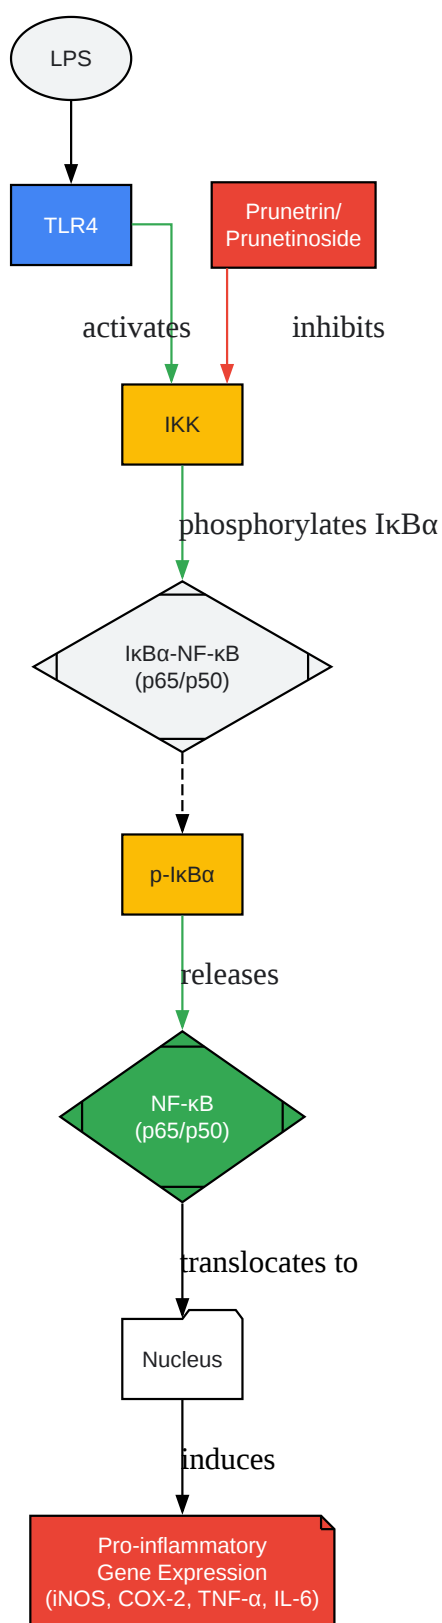 LPS
TLR4
Prunetrin/
Prunetinoside
activates
inhibits
IKK
phosphorylates IκBα
IκBα-NF-κB
(p65/p50)
p-IκBα
releases
NF-κB
(p65/p50)
translocates to
Nucleus
induces
Pro-inflammatory
Gene Expression
(iNOS, COX-2, TNF-α, IL-6)